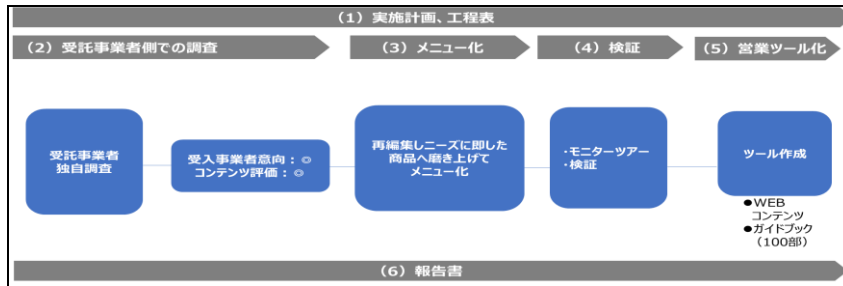 (1) 実施計画、工程表
(2) 受託事業者側での調査
(3) メニュー化
(4) 検証
(5) 営業ツール化
受託事業者
独自調査
受入事業者意向:◎
コンテンツ評価:◎
再編集しニーズに即した
商品へ磨き上げて
メニュー化
・モニターツアー
・検証
ツール作成
●WEB
コンテンツ
●ガイドブック
(100部)
(6) 報告書